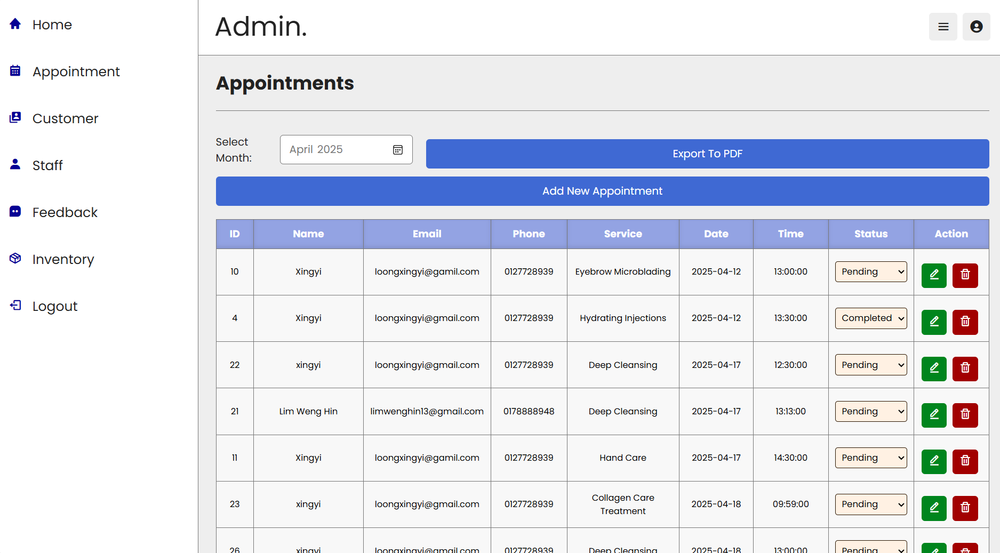 Home
Appointment
Customer
Staff
Feedback
Inventory
Logout
Admin.
Appointments
Select
Month:
April 2025
Export To PDF
Add New Appointment
ID Name Email Phone Service Date Time Status Action
10 Xingyi loongxingyi@gamil.com 0127728939 Eyebrow Microblading 2025-04-12 13:00:00 Pending
4 Xingyi loongxingyi@gmail.com 0127728939 Hydrating Injections 2025-04-12 13:30:00 Completed
22 xingyi loongxingyi@gmail.com 0127728939 Deep Cleansing 2025-04-17 12:30:00 Pending
21 Lim Weng Hin limwenghin13@gmail.com 0178888948 Deep Cleansing 2025-04-17 13:13:00 Pending
11 Xingyi loongxingyi@gamil.com 0127728939 Hand Care 2025-04-17 14:30:00 Pending
23 xingyi loongxingyi@gmail.com 0127728939 Collagen Care
Treatment 2025-04-18 09:59:00 Pending
26 xingyi loongxingyi@gmail.com 0127728939 Deep Cleansing 2025-04-18 13:00:00 Pending